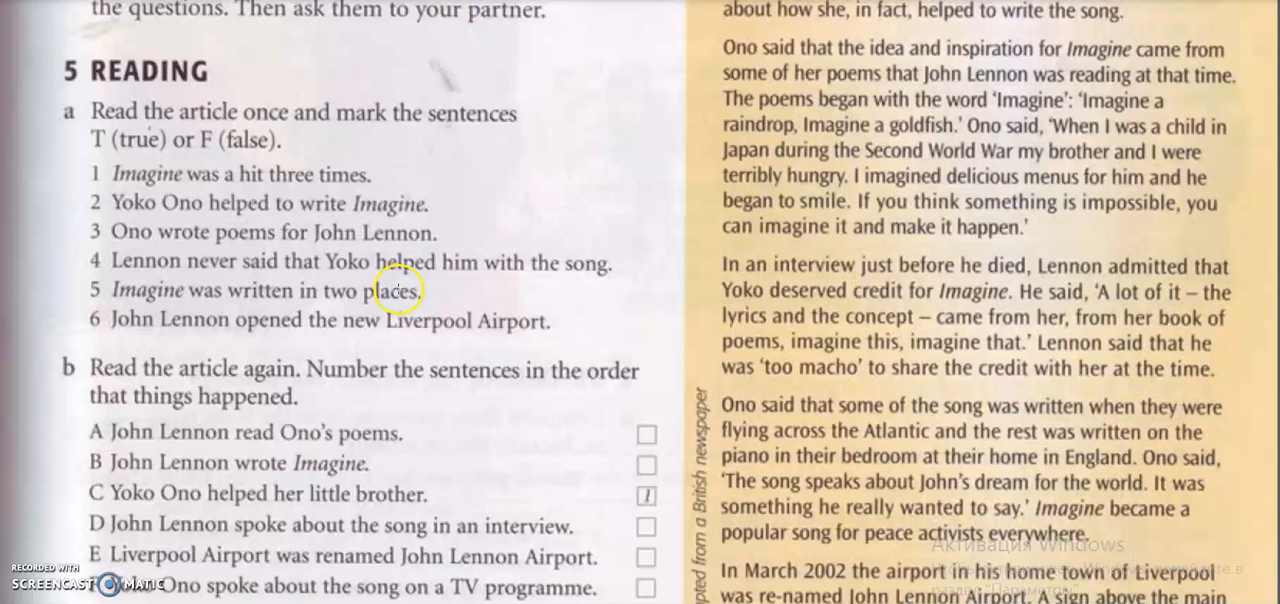 the questions. Then ask them to your partner.
5 READING
a Read the article once and mark the sentences
T (true) or F (false).
1 Imagine was a hit three times.
2 Yoko Ono helped to write Imagine.
3 Ono wrote poems for John Lennon.
4 Lennon never said that Yoko helped him with the song.
5 Imagine was written in two places.
6 John Lennon opened the new Liverpool Airport.
b Read the article again. Number the sentences in the order
that things happened.
A John Lennon read Ono's poems.
B John Lennon wrote Imagine.
C Yoko Ono helped her little brother. 1
D John Lennon spoke about the song in an interview.
E Liverpool Airport was renamed John Lennon Airport.
Ono spoke about the song on a TV programme.
RECORDED WITH
SCREENCAST MATIC
about how she, in fact, helped to write the song.
Ono said that the idea and inspiration for Imagine came from
some of her poems that John Lennon was reading at that time.
The poems began with the word 'Imagine': 'Imagine a
raindrop, Imagine a goldfish.' Ono said, 'When I was a child in
Japan during the Second World War my brother and I were
terribly hungry. I imagined delicious menus for him and he
began to smile. If you think something is impossible, you
can imagine it and make it happen.'
In an interview just before he died, Lennon admitted that
Yoko deserved credit for Imagine. He said, 'A lot of it – the
lyrics and the concept – came from her, from her book of
poems, imagine this, imagine that.' Lennon said that he
was 'too macho' to share the credit with her at the time.
Ono said that some of the song was written when they were
flying across the Atlantic and the rest was written on the
piano in their bedroom at their home in England. Ono said,
'The song speaks about John's dream for the world. It was
something he really wanted to say.' Imagine became a
popular song for peace activists everywhere.
In March 2002 the airport in his home town of Liverpool
was re-named John Lennon Airport. A sign above the main
from a British newspaper
Активация Windows